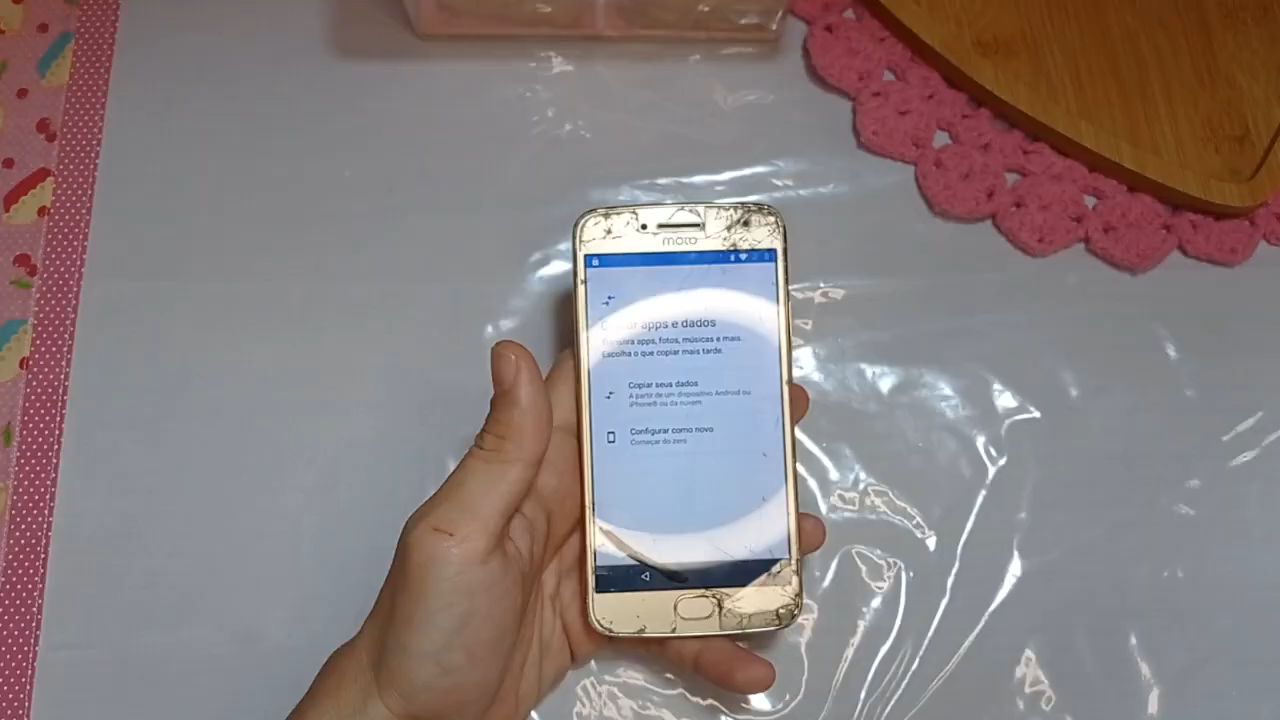 moto
apps e dados
apps, fotos, músicas e mais.
Escolha o que copiar mais tarde.
Copiar seus dados
A partir de um dispositivo Android ou
iPhone® ou da nuvem
Configurar como novo
Começar do zero